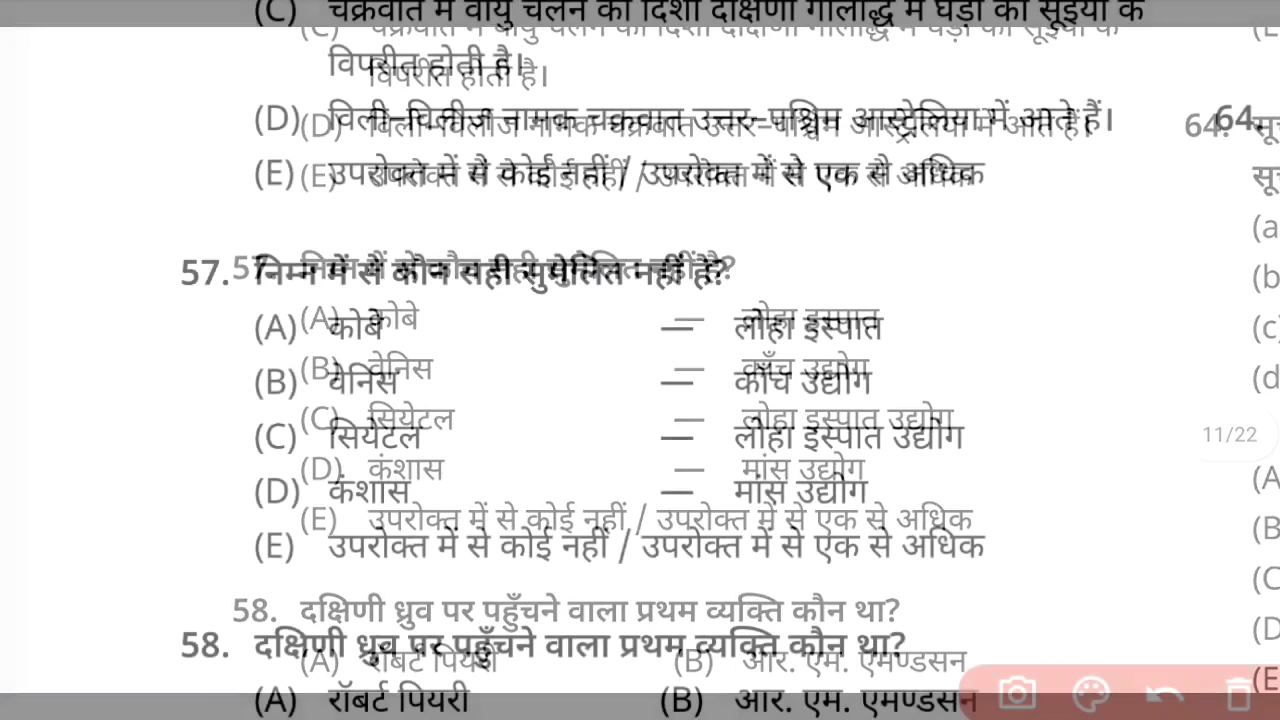 (C) चक्रवात में वायु चलने की दिशा दक्षिणी गोलार्द्ध में घड़ी की सूइयों के
विपरीत होती है।
(D) विली-विलीज नामक चक्रवात उत्तर-पश्चिम आस्ट्रेलिया में आते हैं।
(E) उपरोक्त में से कोई नहीं / उपरोक्त में से एक से अधिक
57. निम्न में से कौन सही सुमेलित नहीं है?
(A) कोबे — लोहा इस्पात
(B) वेनिस — काँच उद्योग
(C) सियेटल — लोहा इस्पात उद्योग
(D) कंशास — मांस उद्योग
(E) उपरोक्त में से कोई नहीं / उपरोक्त में से एक से अधिक
58. दक्षिणी ध्रुव पर पहुँचने वाला प्रथम व्यक्ति कौन था?
(A) रॉबर्ट पियरी (B) आर. एम. एमण्डसन
64.
(a
(b
(c
(d
11/22
(A
(B
(C
(D
(E